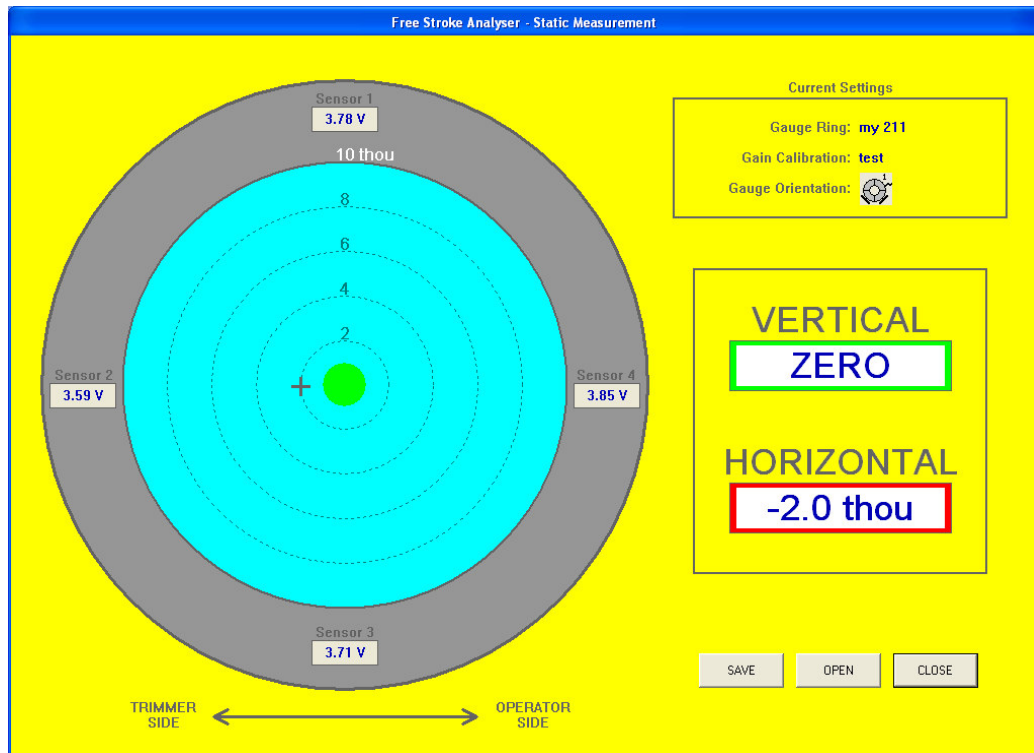 Free Stroke Analyser - Static Measurement
Sensor 1
3.78 V
10 thou
8
6
4
2
Sensor 2
3.59 V
Sensor 4
3.85 V
Sensor 3
3.71 V
TRIMMER
SIDE
OPERATOR
SIDE
Current Settings
Gauge Ring: my 211
Gain Calibration: test
Gauge Orientation:
1
VERTICAL
ZERO
HORIZONTAL
-2.0 thou
SAVE
OPEN
CLOSE